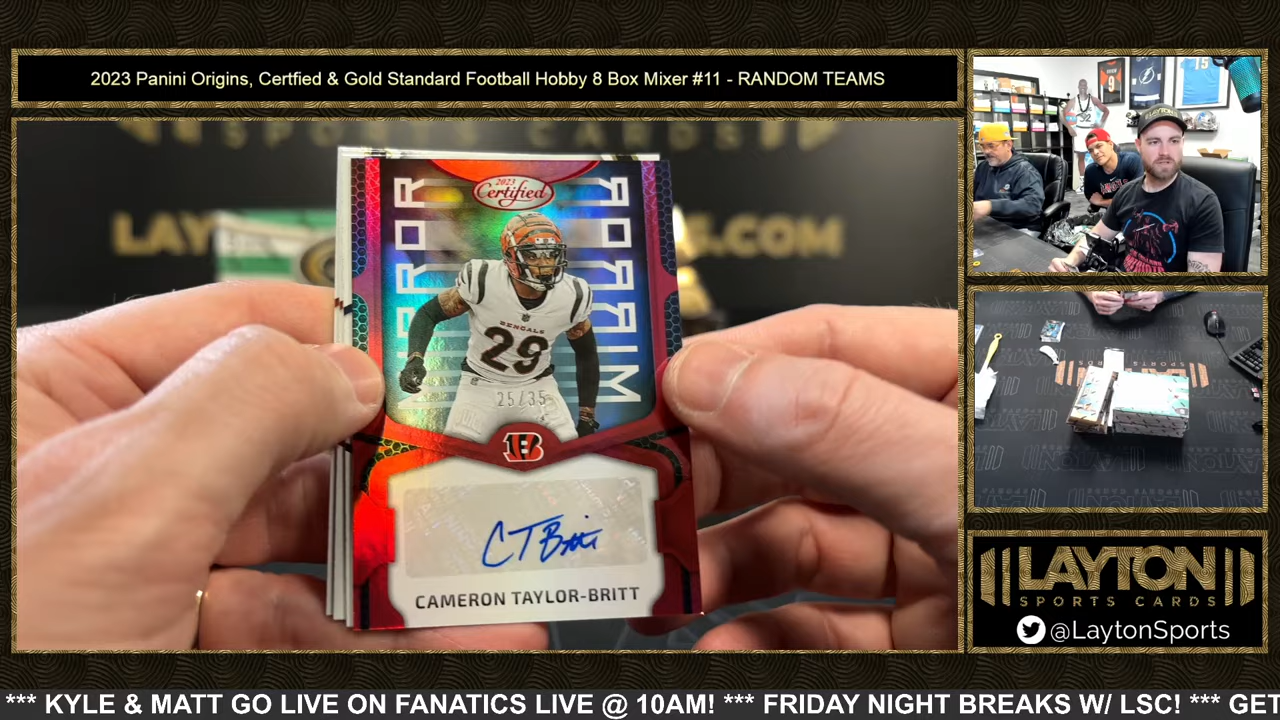 2023 Panini Origins, Certfied & Gold Standard Football Hobby 8 Box Mixer #11 - RANDOM TEAMS
2023
Certified
MIRROR
BENGALS
29
25/35
B
CAMERON TAYLOR-BRITT
LAYTON
SPORTS CARDS
@LaytonSports
*** KYLE & MATT GO LIVE ON FANATICS LIVE @ 10AM! *** FRIDAY NIGHT BREAKS W/ LSC! *** GET